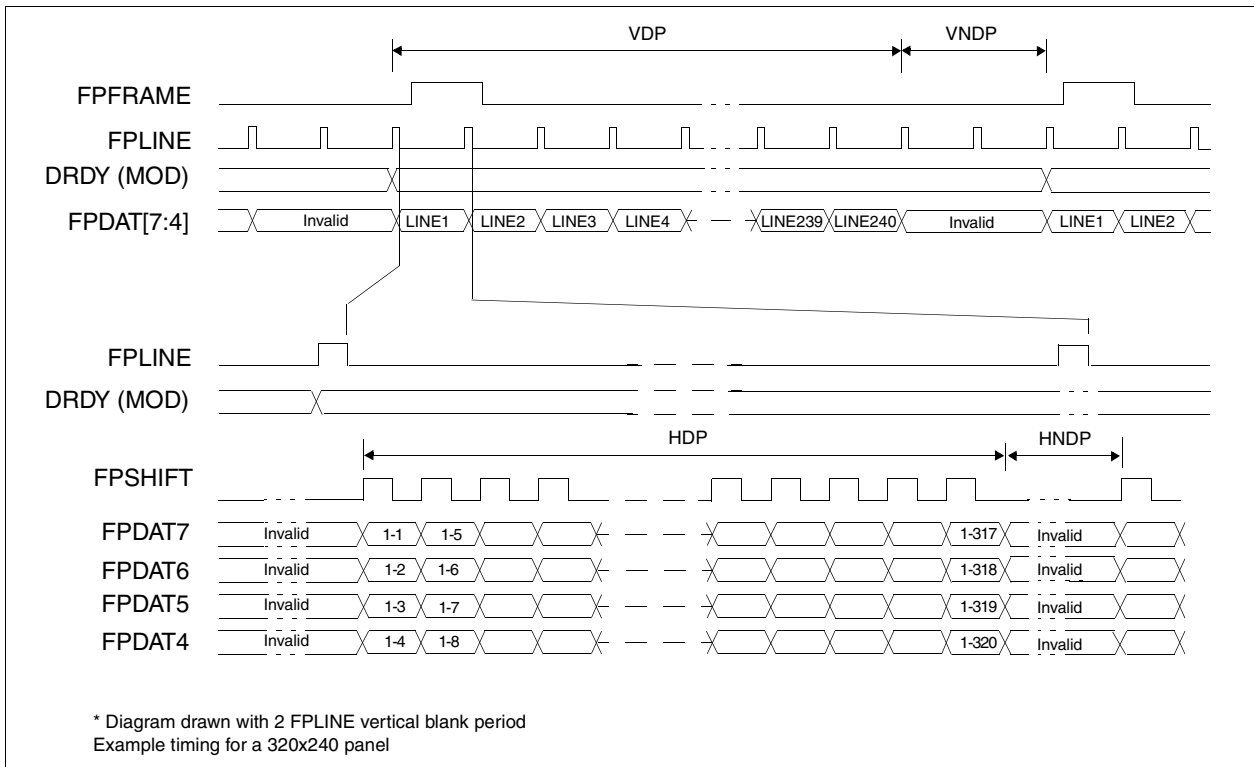 VDP VNDP
FPFRAME
FPLINE
DRDY (MOD)
FPDAT[7:4] Invalid LINE1 LINE2 LINE3 LINE4 LINE239 LINE240 Invalid LINE1 LINE2
FPLINE
DRDY (MOD)
HDP HNDP
FPSHIFT
FPDAT7 Invalid 1-1 1-5 1-317 Invalid
FPDAT6 Invalid 1-2 1-6 1-318 Invalid
FPDAT5 Invalid 1-3 1-7 1-319 Invalid
FPDAT4 Invalid 1-4 1-8 1-320 Invalid
* Diagram drawn with 2 FPLINE vertical blank period
Example timing for a 320x240 panel